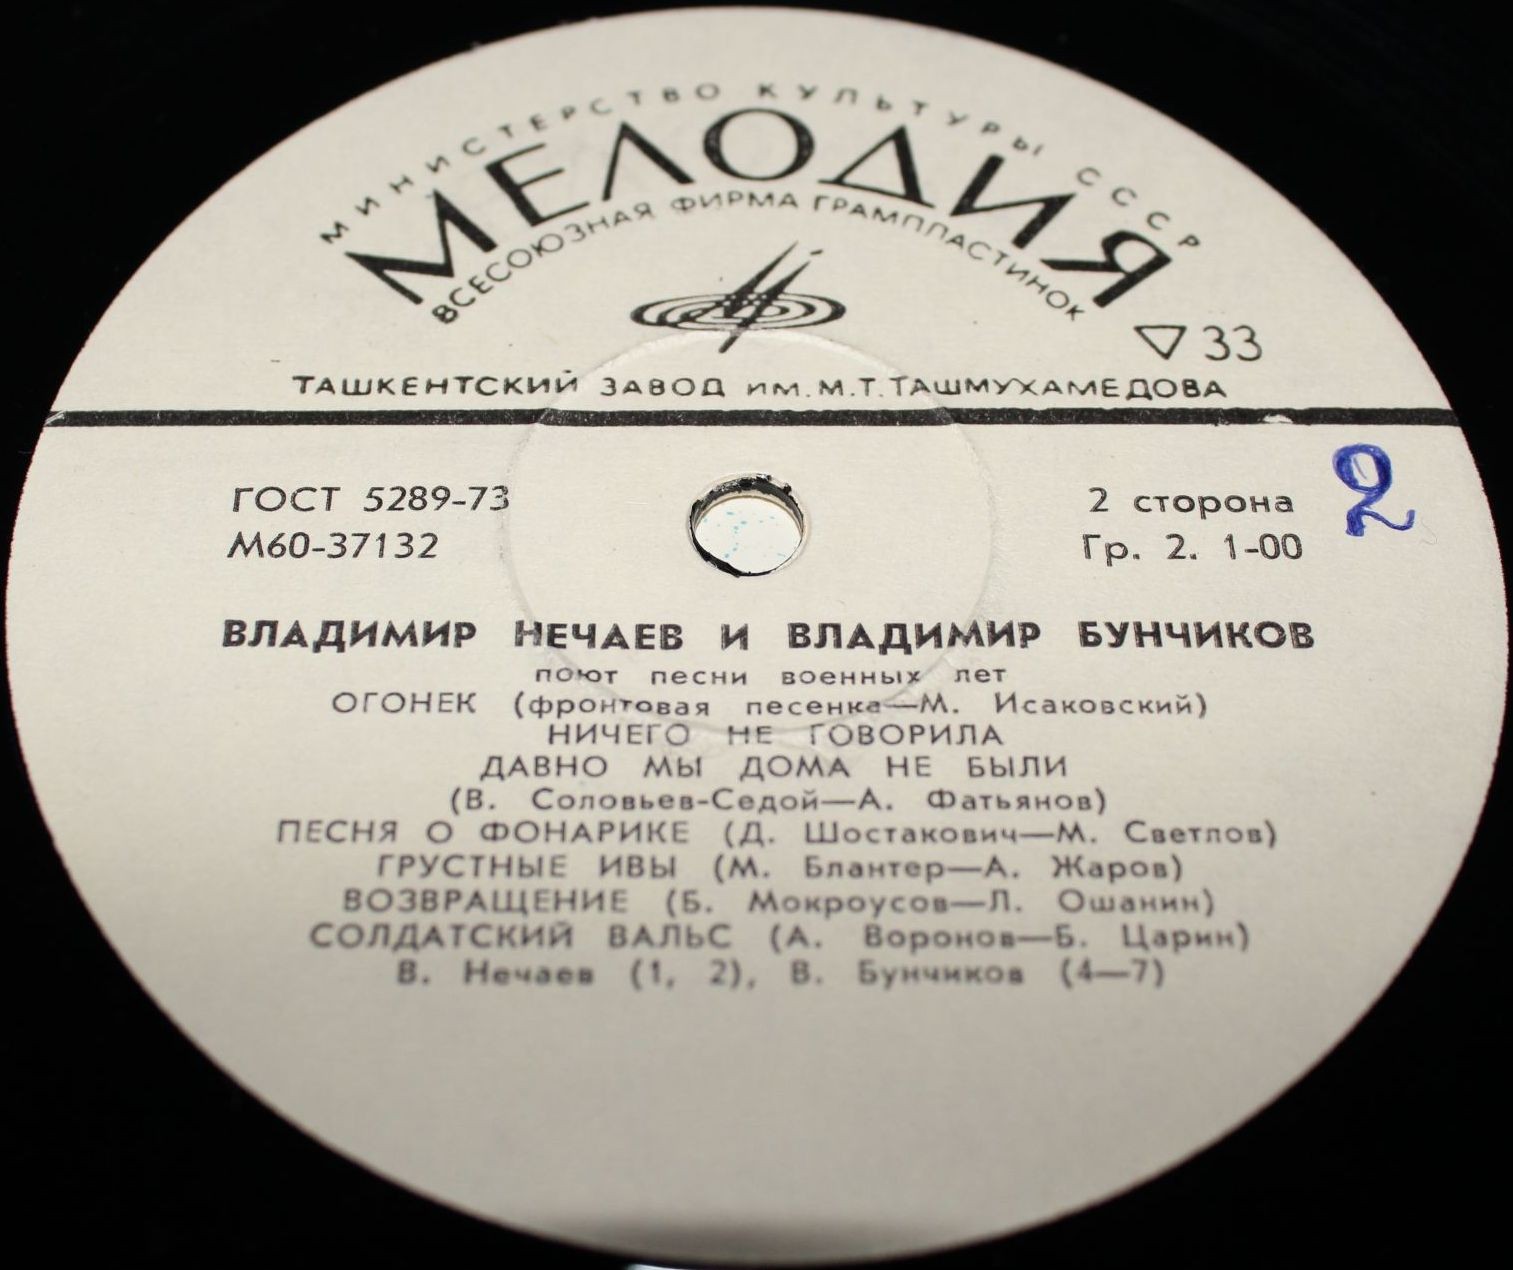 МИНИСТЕРСТВО КУЛЬТУРЫ СССР
МЕЛОДИЯ
ВСЕСОЮЗНАЯ ФИРМА ГРАМПЛАСТИНОК
33
ТАШКЕНТСКИЙ ЗАВОД ИМ. М.Т. ТАШМУХАМЕДОВА
ГОСТ 5289-73
М60-37132
2 сторона
Гр. 2. 1-00
2
ВЛАДИМИР НЕЧАЕВ И ВЛАДИМИР БУНЧИКОВ
поют песни военных лет
ОГОНЕК (фронтовая песенка—М. Исаковский)
НИЧЕГО НЕ ГОВОРИЛА
ДАВНО МЫ ДОМА НЕ БЫЛИ
(В. Соловьев-Седой—А. Фатьянов)
ПЕСНЯ О ФОНАРИКЕ (Д. Шостакович—М. Светлов)
ГРУСТНЫЕ ИВЫ (М. Блантер—А. Жаров)
ВОЗВРАЩЕНИЕ (Б. Мокроусов—Л. Ошанин)
СОЛДАТСКИЙ ВАЛЬС (А. Воронов—Б. Царин)
В. Нечаев (1, 2), В. Бунчиков (4—7)